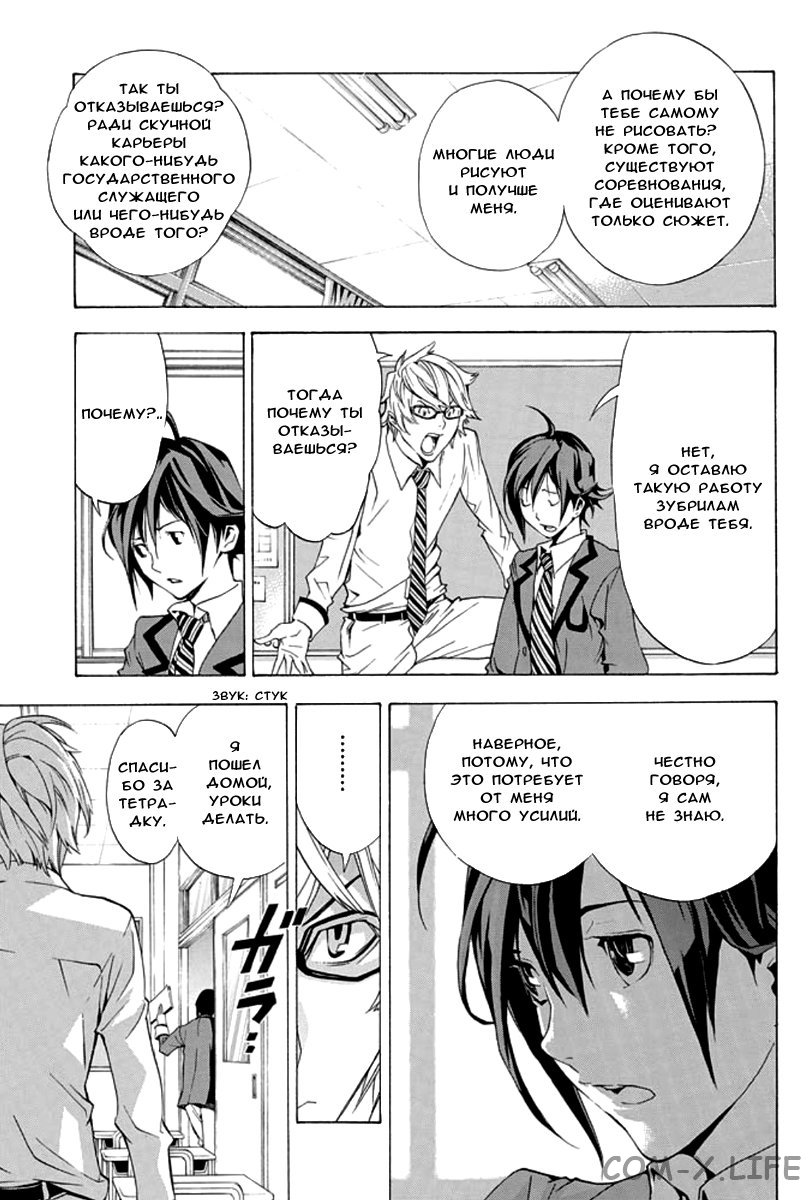 А ПОЧЕМУ БЫ
ТЕБЕ САМОМУ
НЕ РИСОВАТЬ?
КРОМЕ ТОГО,
СУЩЕСТВУЮТ
СОРЕВНОВАНИЯ,
ГДЕ ОЦЕНИВАЮТ
ТОЛЬКО СЮЖЕТ.
МНОГИЕ ЛЮДИ
РИСУЮТ
И ПОЛУЧШЕ
МЕНЯ.
ТАК ТЫ
ОТКАЗЫВАЕШЬСЯ?
РАДИ СКУЧНОЙ
КАРЬЕРЫ
КАКОГО-НИБУДЬ
ГОСУДАРСТВЕННОГО
СЛУЖАЩЕГО
ИЛИ ЧЕГО-НИБУДЬ
ВРОДЕ ТОГО?
НЕТ,
Я ОСТАВЛЮ
ТАКУЮ РАБОТУ
ЗУБРИЛАМ
ВРОДЕ ТЕБЯ.
ТОГДА
ПОЧЕМУ ТЫ
ОТКАЗЫ-
ВАЕШЬСЯ?
ПОЧЕМУ?..
ЧЕСТНО
ГОВОРЯ,
Я САМ
НЕ ЗНАЮ.
НАВЕРНОЕ,
ПОТОМУ, ЧТО
ЭТО ПОТРЕБУЕТ
ОТ МЕНЯ
МНОГО УСИЛИЙ.
.........
ЗВУК: СТУК
Я
ПОШЕЛ
ДОМОЙ,
УРОКИ
ДЕЛАТЬ.
СПАСИ-
БО ЗА
ТЕТРА-
ДКУ.
ガラ
COM-X.LIFE